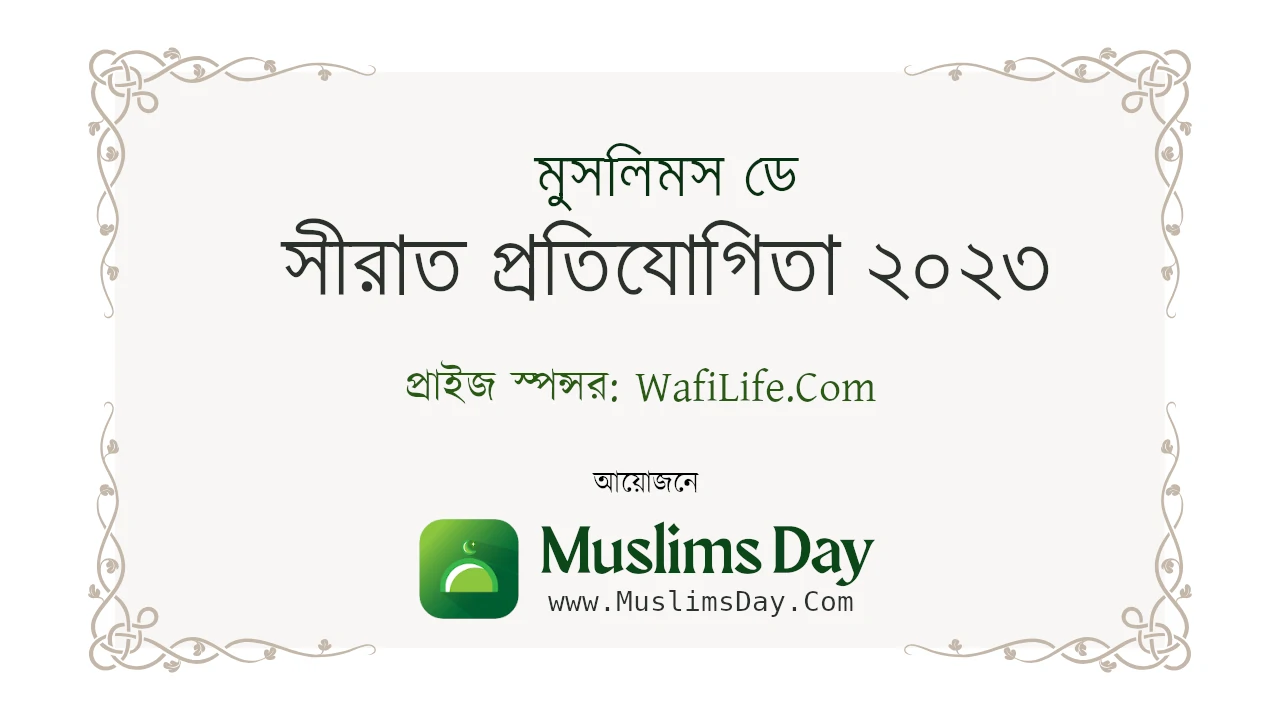 মুসলিমস ডে
সীরাত প্রতিযোগিতা ২০২৩
প্রাইজ স্পন্সর: WafiLife.Com
আয়োজনে
Muslims Day
www.MuslimsDay.Com